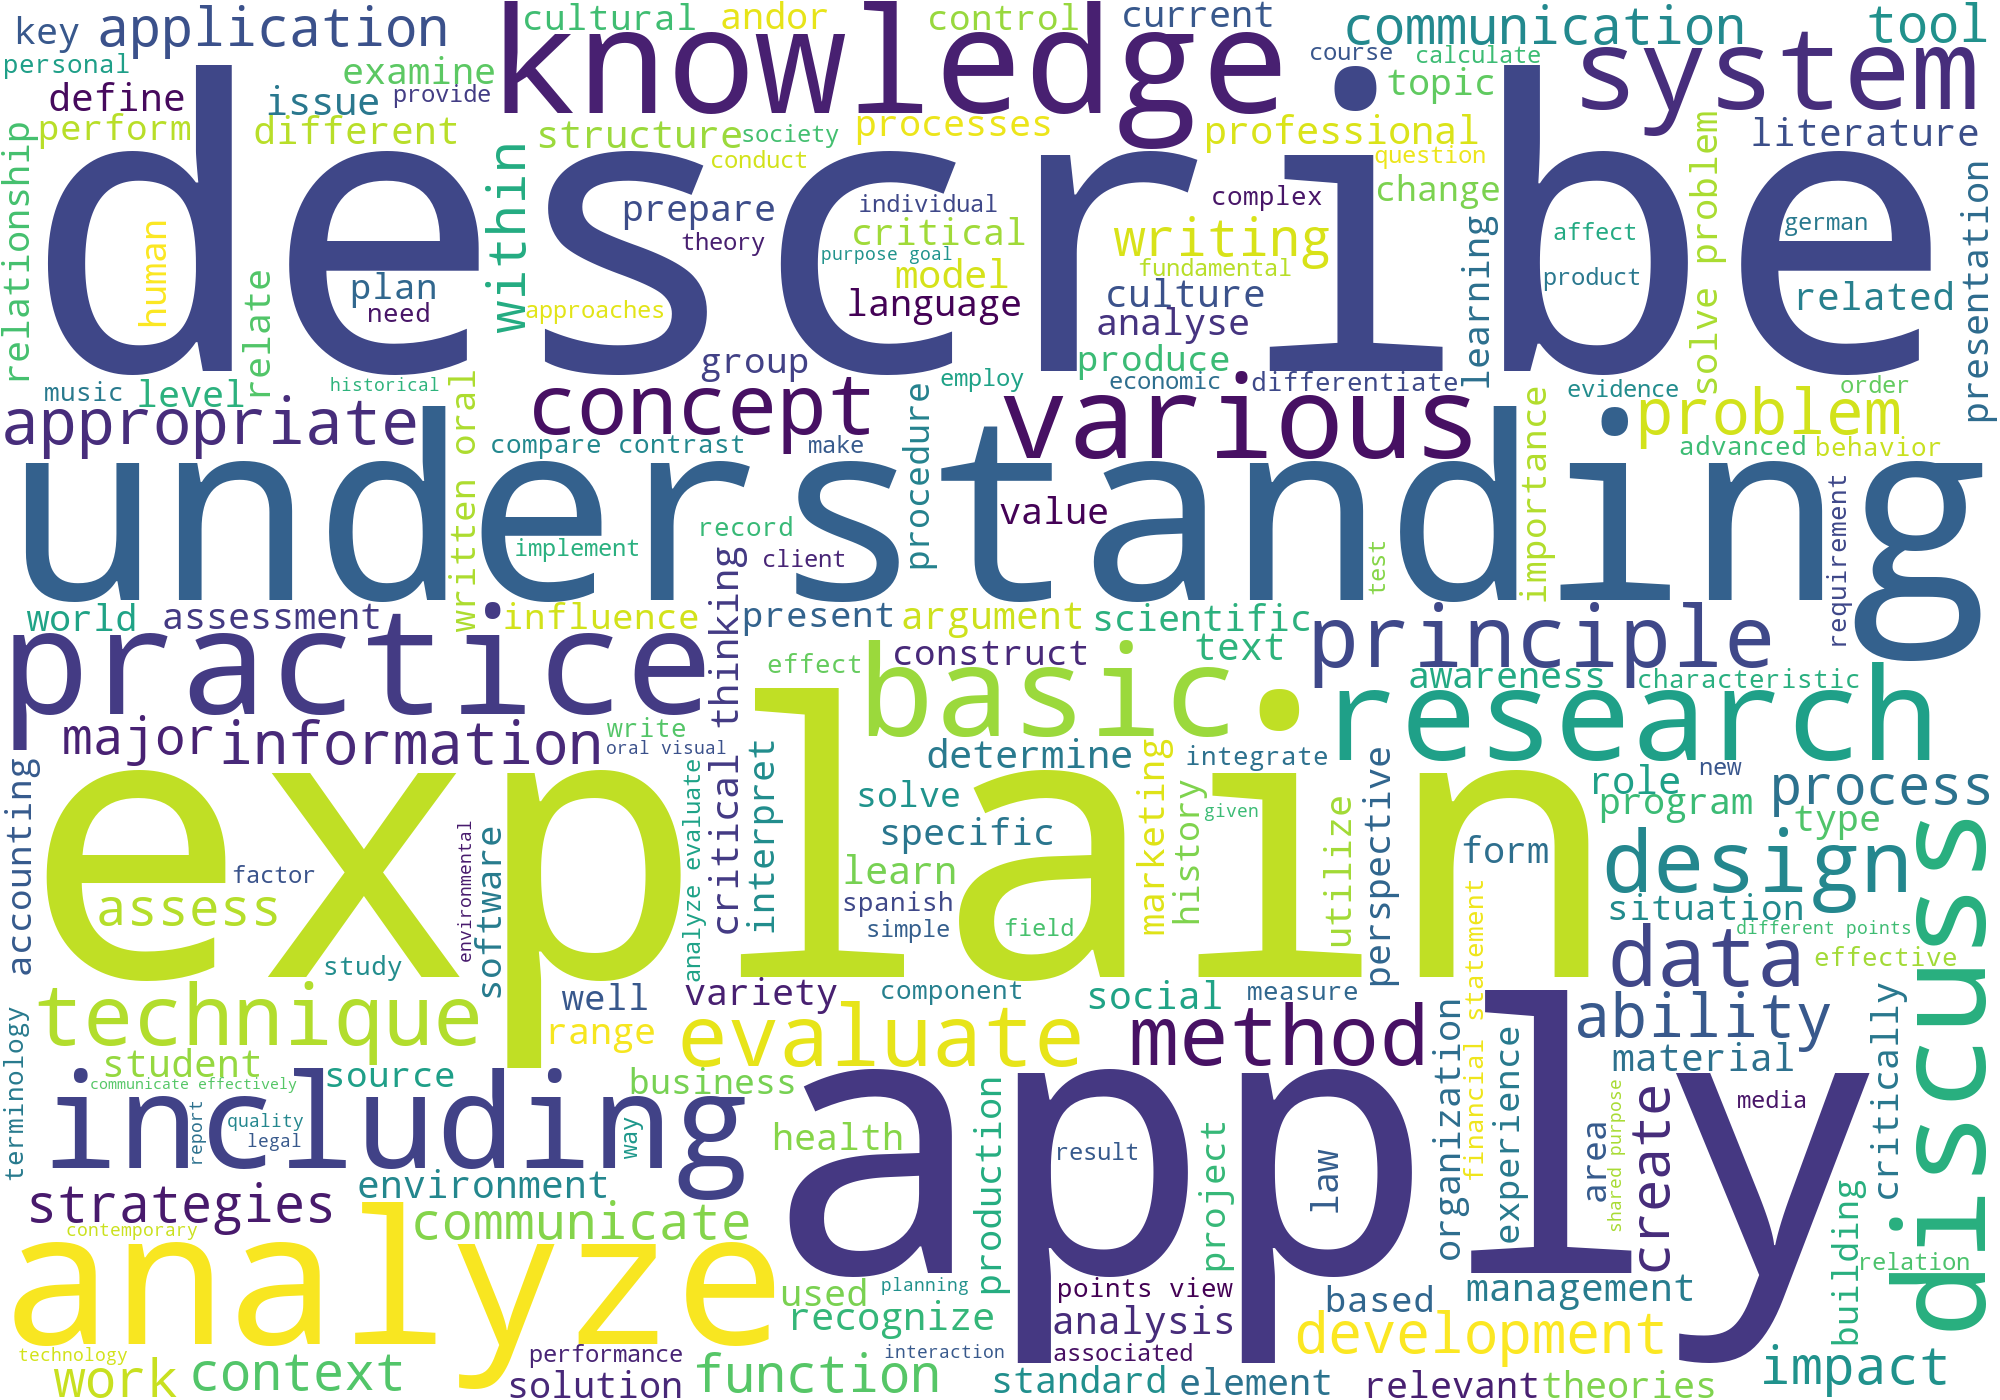 key
application
cultural
andor
control
current
communication
tool
personal
knowledge
course
calculate
system
examine
define
issue
provide
topic
perform
different
structure
society
processes
professional
literature
relationship
describe
conduct
question
within
individual
complex
change
solve problem
presentation
human
prepare
critical
writing
learning
affect
german
theory
purpose goal
model
fundamental
product
plan
relate
need
approaches
language
culture
related
analyse
group
produce
music
level
historical
written oral
concept
employ
economic
differentiate
various
evidence
order
problem
appropriate
compare contrast
make
procedure
importance
advanced
behavior
understanding
value
record
implement
client
test
requirement
world
assessment
influence
critical thinking
present
argument
scientific
principle
practice
effect
construct
basic
text
awareness
characteristic
research
major
information
write
oral visual
determine
integrate
role
new
process
accounting
explain
interpret
marketing
perspective
program
type
solve
history
given
specific
utilize
form
design
discuss
factor
environmental
software
analyze evaluate
learn
assess
spanish
simple
field
situation
different points
data
effective
study
technique
well
variety
component
social
measure
financial statement
ability
critically
range
evaluate
method
organization
experience
material
terminology
student
communicate effectively
source
business
including
apply
production
create
media
report
quality
legal
way
health
result
project
law
area
shared purpose
strategies
environment
building
contemporary
communicate
analyze
relation
used
planning
points view
management
recognize
based
analysis
development
technology
work
context
performance
solution
function
interaction
associated
standard
element
relevant
theories
impact